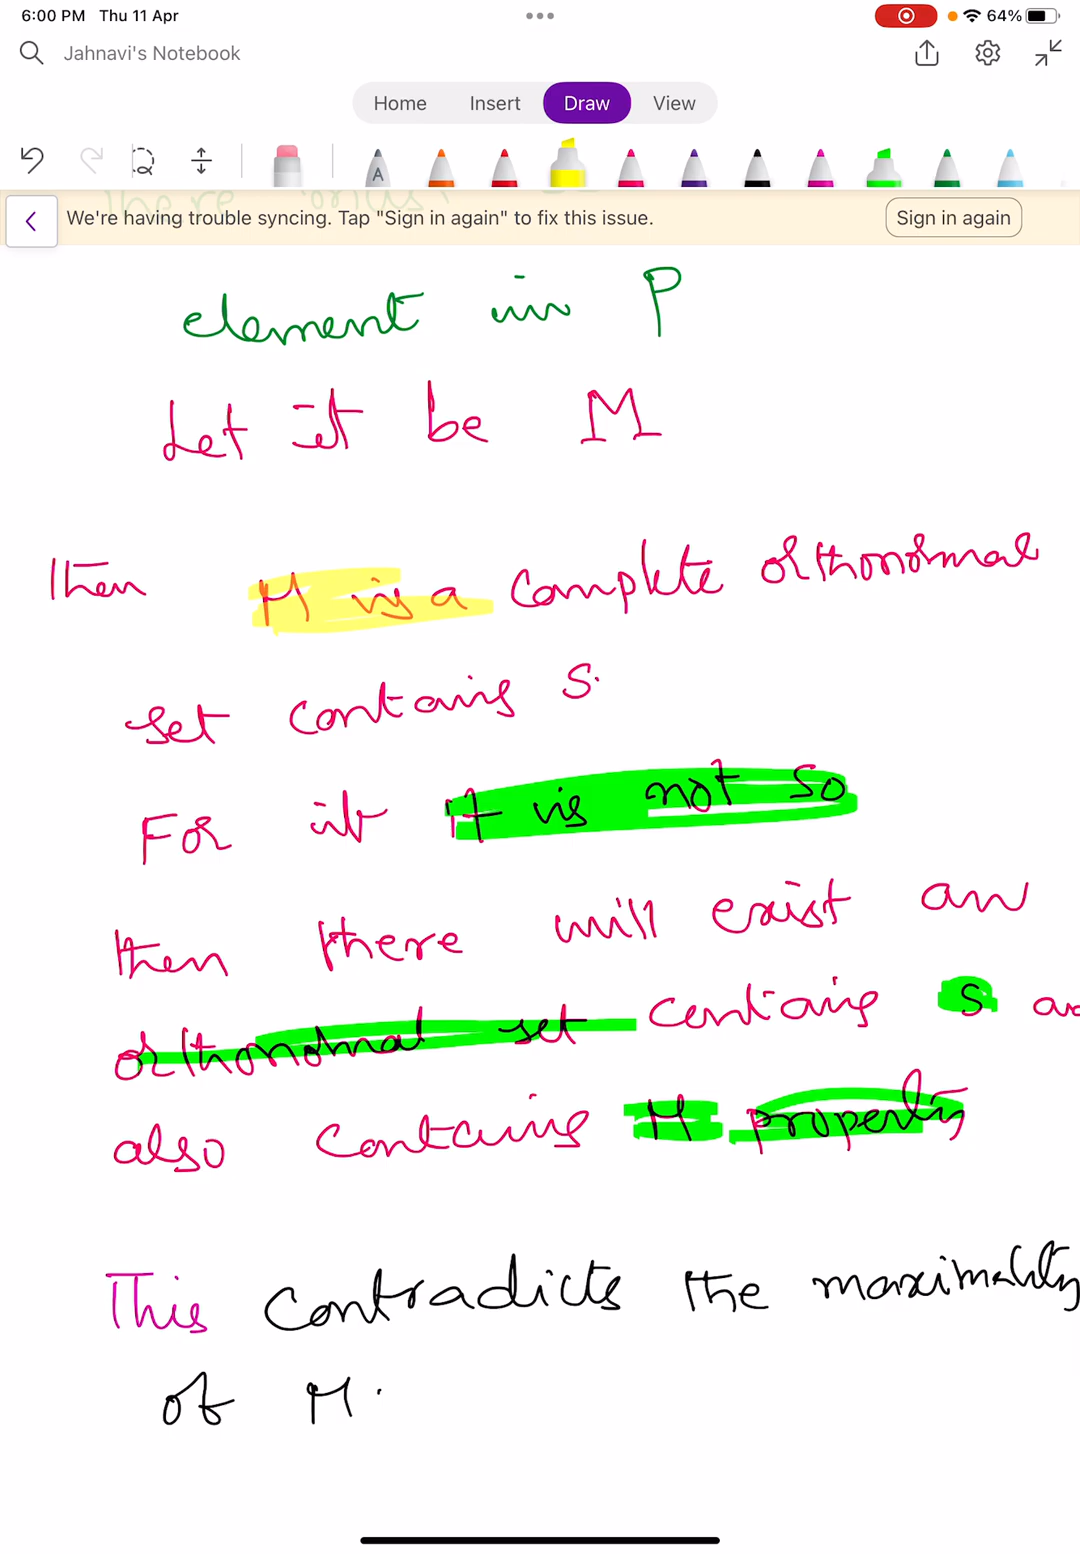 6:00 PM Thu 11 Apr
64%
Jahnavi's Notebook
Home Insert Draw View
A
there
We're having trouble syncing. Tap "Sign in again" to fix this issue.
Sign in again
element in P
Let it be M
Then M is a complete orthonormal
set contains S.
For if it is not so
then there will exist an
orthonormal set contains S an
also contains M properly
This contradicts the maximality
of M.